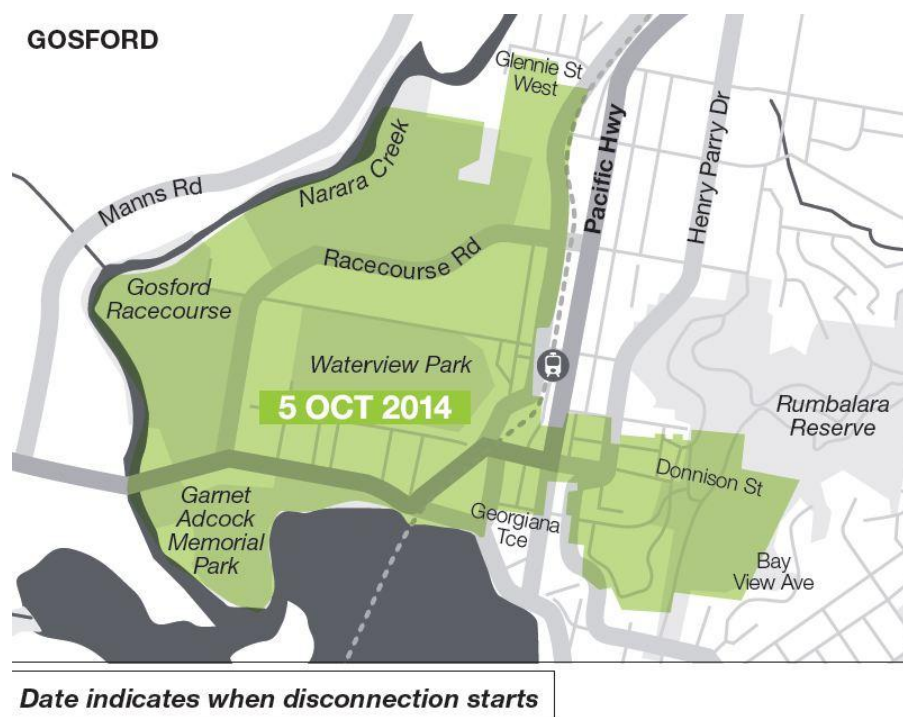 GOSFORD
Glennie St
West
Pacific Hwy
Henry Parry Dr
Narara Creek
Manns Rd
Racecourse Rd
Gosford
Racecourse
Waterview Park
5 OCT 2014
Rumbalara
Reserve
Donnison St
Garnet
Adcock
Memorial
Park
Georgiana
Tce
Bay
View Ave
Date indicates when disconnection starts